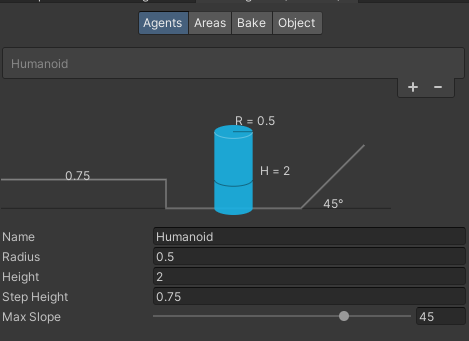 Agents Areas Bake Object
Humanoid
+ -
R = 0.5
0.75
H = 2
45°
Name Humanoid
Radius 0.5
Height 2
Step Height 0.75
Max Slope 45